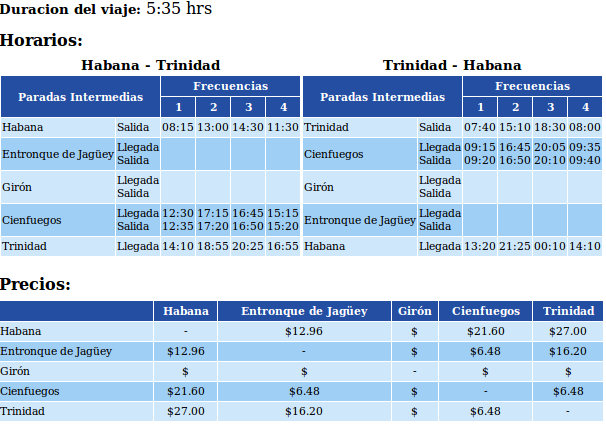 Duracion del viaje: 5:35 hrs
Horarios:
Habana - Trinidad
Paradas Intermedias Frecuencias
1 2 3 4
Habana Salida 08:15 13:00 14:30 11:30
Entronque de Jagüey Llegada
Salida
Girón Llegada
Salida
Cienfuegos Llegada 12:30 17:15 16:45 15:15
Salida 12:35 17:20 16:50 15:20
Trinidad Llegada 14:10 18:55 20:25 16:55
Trinidad - Habana
Paradas Intermedias Frecuencias
1 2 3 4
Trinidad Salida 07:40 15:10 18:30 08:00
Cienfuegos Llegada 09:15 16:45 20:05 09:35
Salida 09:20 16:50 20:10 09:40
Girón Llegada
Salida
Entronque de Jagüey Llegada
Salida
Habana Llegada 13:20 21:25 00:10 14:10
Precios:
Habana Entronque de Jagüey Girón Cienfuegos Trinidad
Habana - $12.96 $ $21.60 $27.00
Entronque de Jagüey $12.96 - $ $6.48 $16.20
Girón $ $ - $ $
Cienfuegos $21.60 $6.48 $ - $6.48
Trinidad $27.00 $16.20 $ $6.48 -